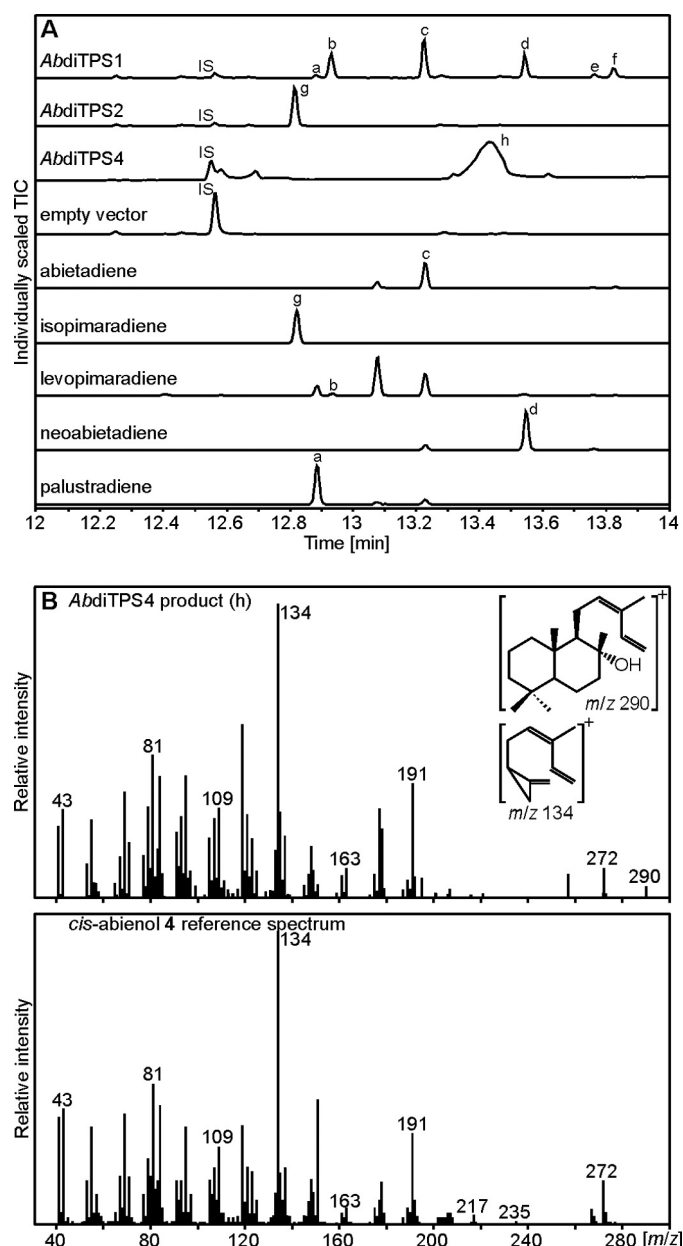 A
AbdiTPS1
IS
a
b
c
d
e
f
AbdiTPS2
IS
g
AbdiTPS4
IS
h
empty vector
IS
abietadiene
c
isopimaradiene
g
levopimaradiene
b
neoabietadiene
d
palustradiene
a
Individually scaled TIC
12 12.2 12.6 12.8 13 13.2 13.4 13.6 13.8 14
Time [min]
B AbdiTPS4 product (h)
134
81
43
109
191
163
272
290
OH
+
m/z 290
+
m/z 134
Relative intensity
cis-abienol 4 reference spectrum
134
81
43
109
191
163
217
235
272
Relative intensity
40 80 120 160 200 240 280 [m/z]